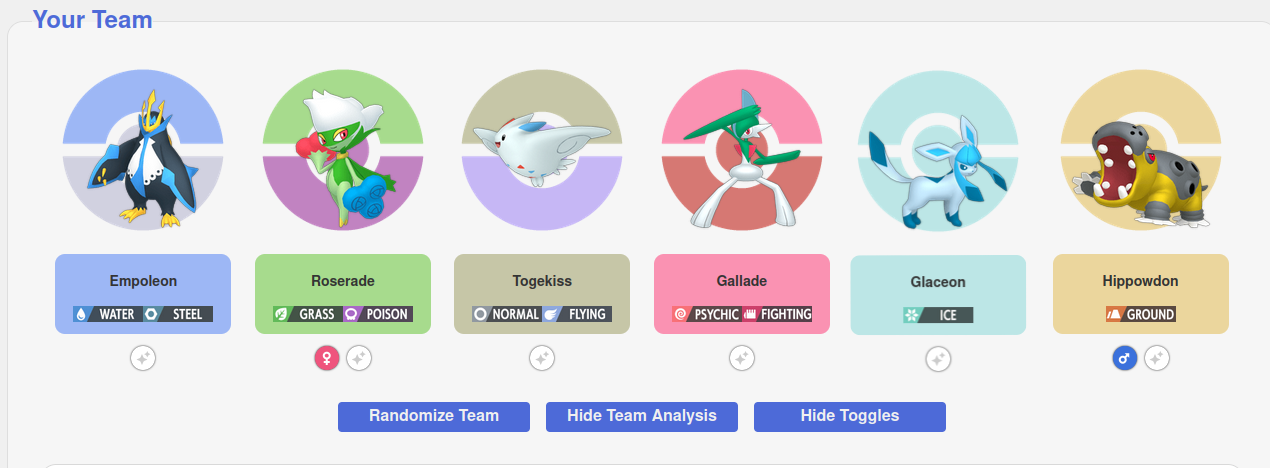 Your Team
Empoleon Roserade Togekiss Gallade Glaceon Hippowdon
WATER STEEL GRASS POISON NORMAL FLYING PSYCHIC FIGHTING ICE GROUND
Randomize Team Hide Team Analysis Hide Toggles